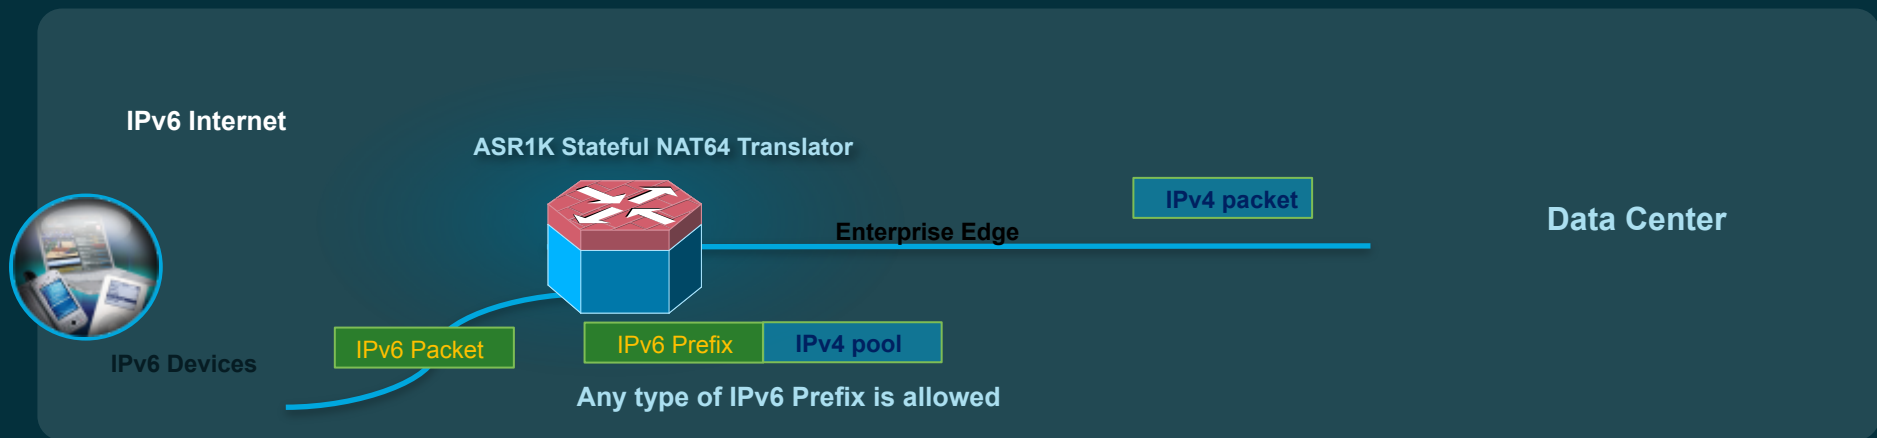 IPv6 Internet
ASR1K Stateful NAT64 Translator
IPv4 packet
Data Center
Enterprise Edge
IPv6 Packet
IPv6 Prefix
IPv4 pool
IPv6 Devices
Any type of IPv6 Prefix is allowed